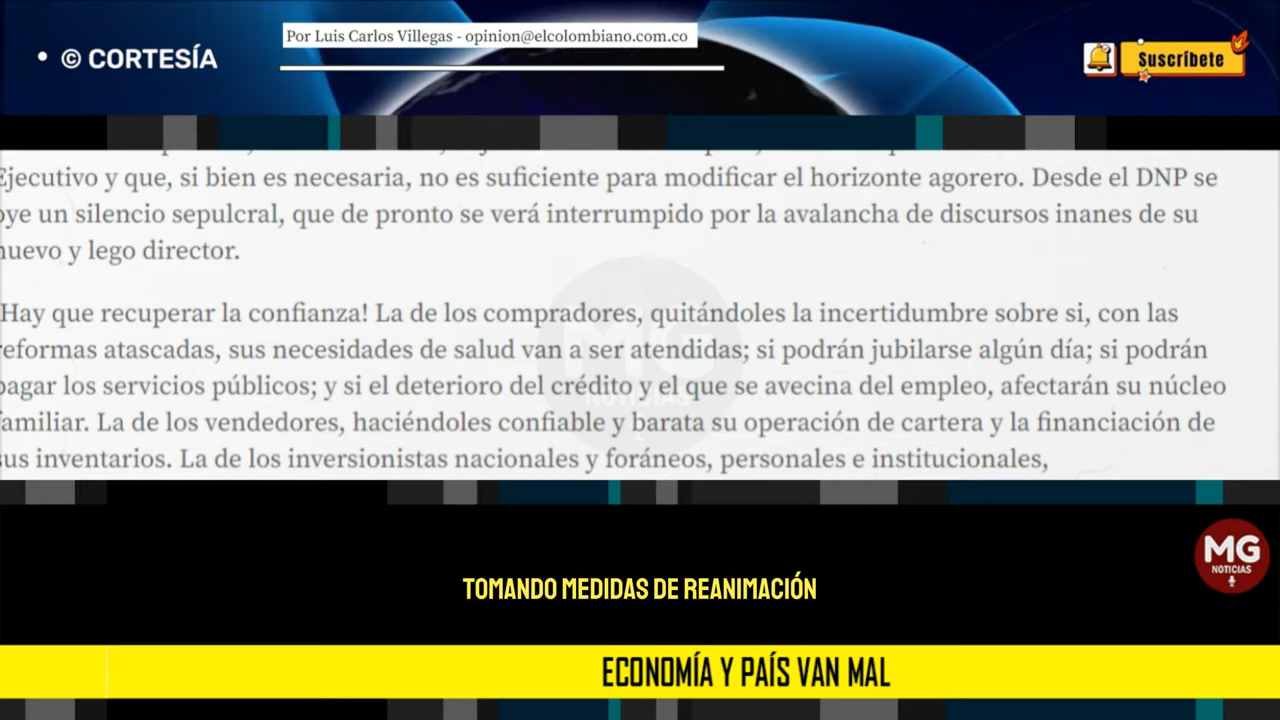 • © CORTESÍA
Por Luis Carlos Villegas - opinion@elcolombiano.com.co
Suscríbete
Ejecutivo y que, si bien es necesaria, no es suficiente para modificar el horizonte agorero. Desde el DNP se
oye un silencio sepulcral, que de pronto se verá interrumpido por la avalancha de discursos inanes de su
nuevo y lego director.
Hay que recuperar la confianza! La de los compradores, quitándoles la incertidumbre sobre si, con las
reformas atascadas, sus necesidades de salud van a ser atendidas; si podrán jubilarse algún día; si podrán
pagar los servicios públicos; y si el deterioro del crédito y el que se avecina del empleo, afectarán su núcleo
familiar. La de los vendedores, haciéndoles confiable y barata su operación de cartera y la financiación de
sus inventarios. La de los inversionistas nacionales y foráneos, personales e institucionales,
MG
NOTICIAS
TOMANDO MEDIDAS DE REANIMACIÓN
ECONOMÍA Y PAÍS VAN MAL